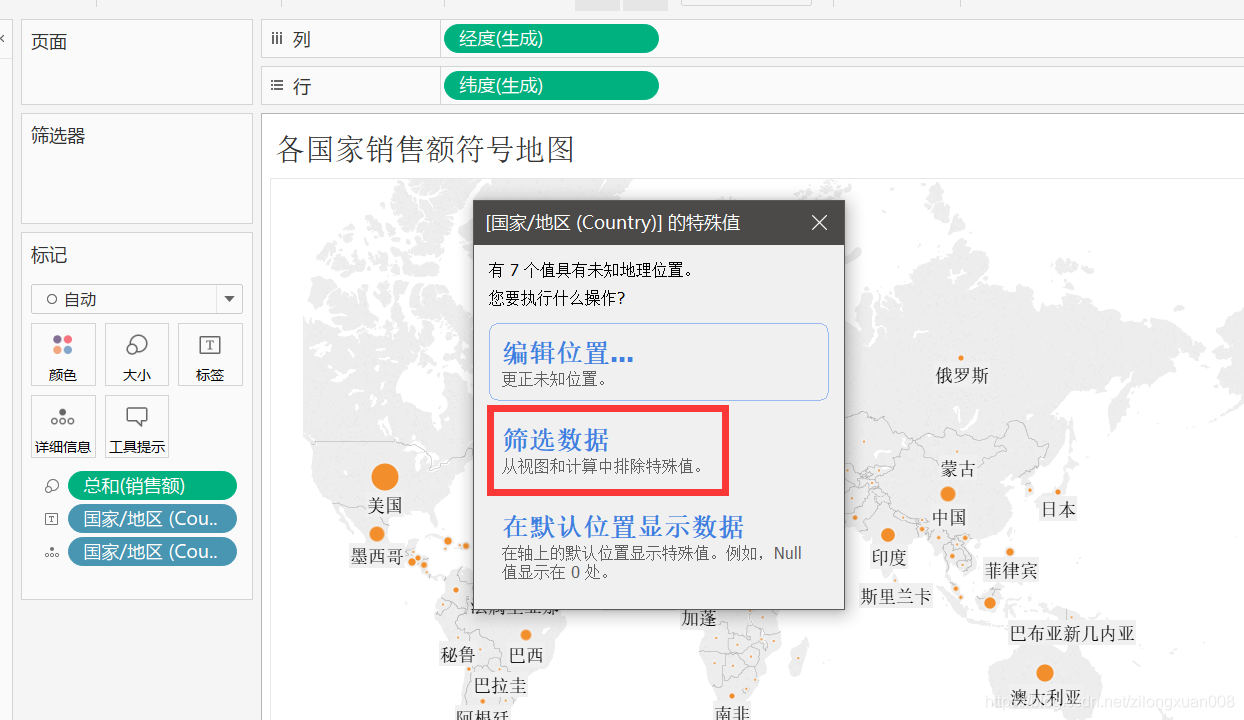 页面
列
经度(生成)
行
纬度(生成)
筛选器
各国家销售额符号地图
标记
自动
颜色
大小
标签
详细信息
工具提示
总和(销售额)
国家/地区 (Cou..
国家/地区 (Cou..
[国家/地区 (Country)] 的特殊值
有 7 个值具有未知地理位置。
您要执行什么操作?
编辑位置...
更正未知位置。
筛选数据
从视图和计算中排除特殊值。
在默认位置显示数据
在轴上的默认位置显示特殊值。例如，Null
值显示在 0 处。
俄罗斯
蒙古
美国
中国
日本
墨西哥
印度
菲律宾
斯里兰卡
法属圭亚那
加蓬
巴布亚新几内亚
秘鲁
巴西
巴拉圭
澳大利亚
阿根廷
南非